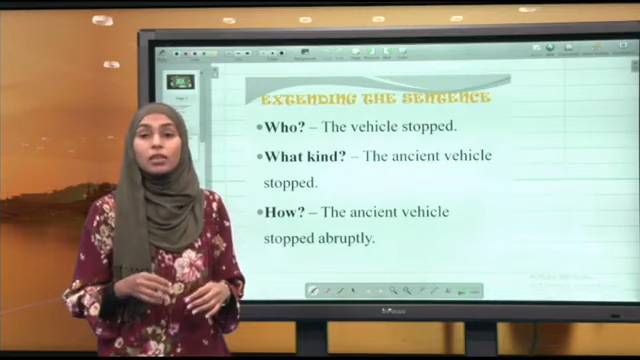 EXTENDING THE SENTENCE
• Who? – The vehicle stopped.
• What kind? – The ancient vehicle
stopped.
• How? – The ancient vehicle
stopped abruptly.